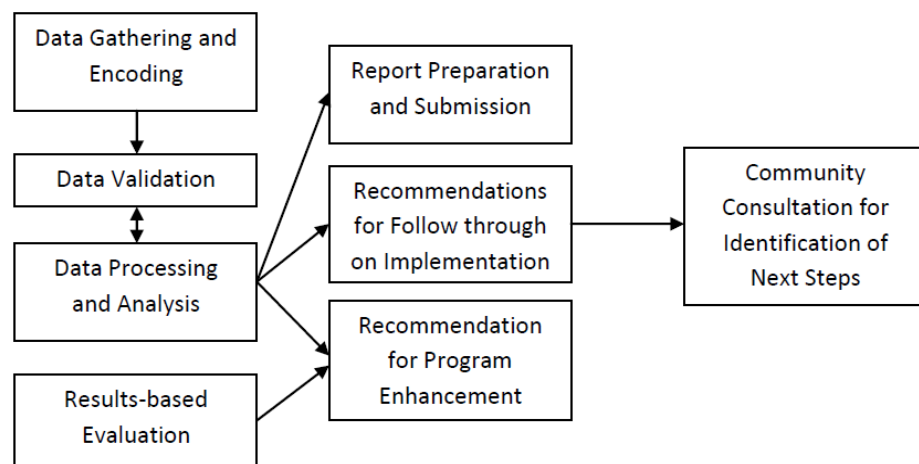 Data Gathering and
Encoding
Data Validation
Data Processing
and Analysis
Results-based
Evaluation
Report Preparation
and Submission
Recommendations
for Follow through
on Implementation
Recommendation
for Program
Enhancement
Community
Consultation for
Identification of
Next Steps